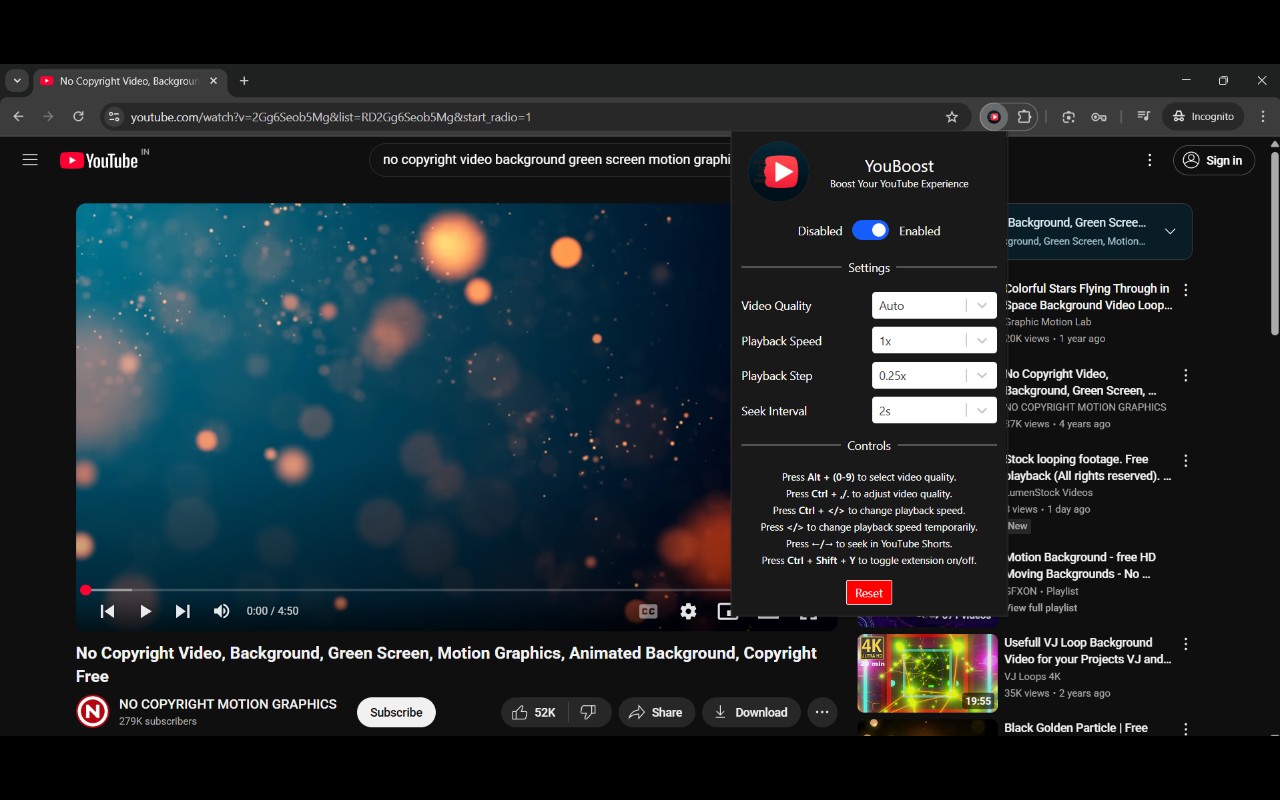 No Copyright Video, Backgroun
youtube.com/watch?v=2Gg6Seob5Mg&list=RD2Gg6Seob5Mg&start_radio=1
Incognito
YouTube IN
no copyright video background green screen motion graphi
Sign in
YouBoost
Boost Your YouTube Experience
Disabled Enabled
Settings
Video Quality Auto
Playback Speed 1x
Playback Step 0.25x
Seek Interval 2s
Controls
Press Alt + (0-9) to select video quality.
Press Ctrl + ,/. to adjust video quality.
Press Ctrl + </> to change playback speed.
Press </> to change playback speed temporarily.
Press ←/→ to seek in YouTube Shorts.
Press Ctrl + Shift + Y to toggle extension on/off.
Reset
0:00 / 4:50
CC
No Copyright Video, Background, Green Screen, Motion Graphics, Animated Background, Copyright
Free
N
NO COPYRIGHT MOTION GRAPHICS
279K subscribers
Subscribe
52K
Share
Download
Background, Green Scree...
ground, Green Screen, Motion...
Colorful Stars Flying Through in
Space Background Video Loop...
Graphic Motion Lab
20K views • 1 year ago
No Copyright Video,
Background, Green Screen, ...
NO COPYRIGHT MOTION GRAPHICS
37K views • 4 years ago
Stock looping footage. Free
playback (All rights reserved). ...
LumenStock Videos
views • 1 day ago
New
Motion Background - free HD
Moving Backgrounds - No ...
GFXON • Playlist
View full playlist
4K
ULTRA HD
19:55
Usefull VJ Loop Background
Video for your Projects VJ and...
VJ Loops 4K
35K views • 2 years ago
Black Golden Particle | Free